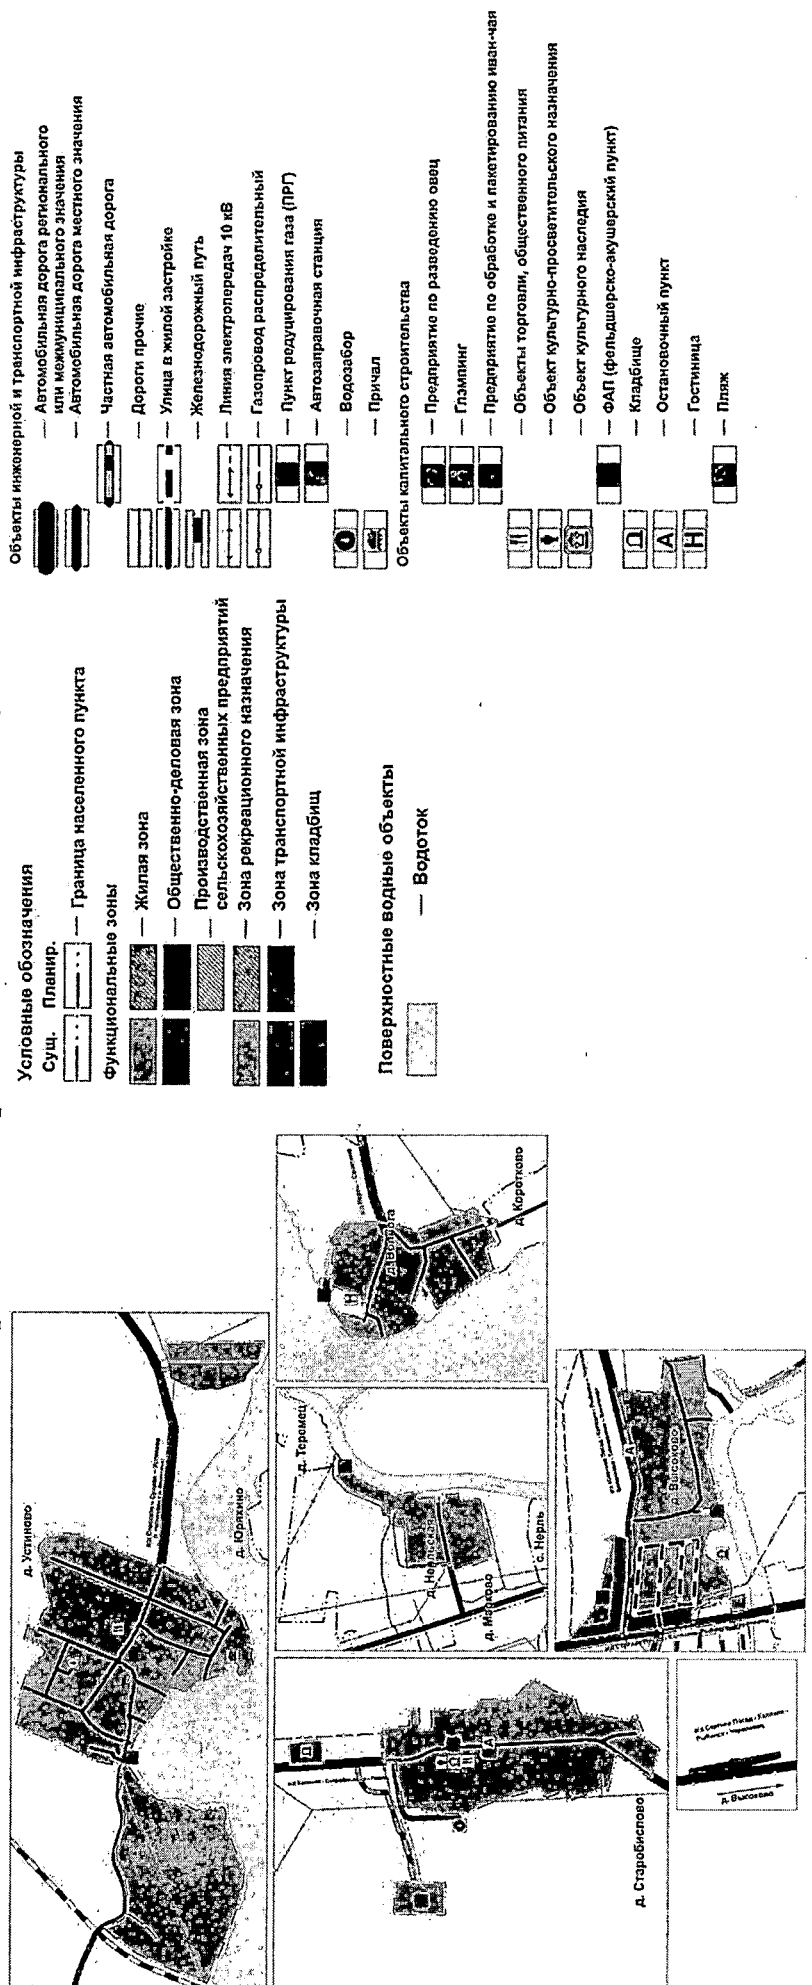 Условные обозначения
Сущ. Планир.
— Граница населенного пункта
Функциональные зоны
— Жилая зона
— Общественно-деловая зона
— Производственная зона
сельскохозяйственных предприятий
— Зона рекреационного назначения
— Зона транспортной инфраструктуры
— Зона кладбищ
Поверхностные водные объекты
— Водоток
Объекты инженерной и транспортной инфраструктуры
— Автомобильная дорога регионального
или межмуниципального значения
— Автомобильная дорога местного значения
— Частная автомобильная дорога
— Дороги прочие
— Улица в жилой застройке
— Железнодорожный путь
— Линия электропередач 10 кВ
— Газопровод распределительный
— Пункт редуцирования газа (ПРГ)
— Автозаправочная станция
— Водозабор
— Причал
Объекты капитального строительства
— Предприятие по разведению овец
— Глэмпинг
— Предприятие по обработке и пакетированию иван-чая
— Объекты торговли, общественного питания
— Объект культурно-просветительского назначения
— Объект культурного наследия
— ФАП (фельдшерско-акушерский пункт)
— Кладбище
А — Остановочный пункт
Н — Гостиница
— Пляж
д. Устиново
д. Юряхино
д. Теремец
д. Нерльская
с. Нерль
д. Коротково
д. Высоково
д. Старобислово
д. Высоково